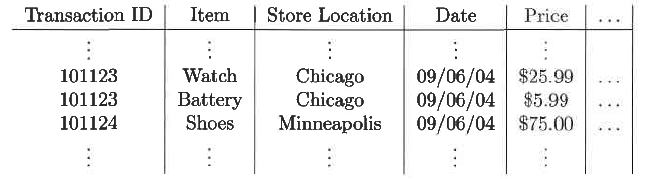 Transaction ID Item Store Location Date Price ...
⋮ ⋮ ⋮ ⋮ ⋮
101123 Watch Chicago 09/06/04 $25.99 ...
101123 Battery Chicago 09/06/04 $5.99 ...
101124 Shoes Minneapolis 09/06/04 $75.00 ...
⋮ ⋮ ⋮ ⋮ ⋮